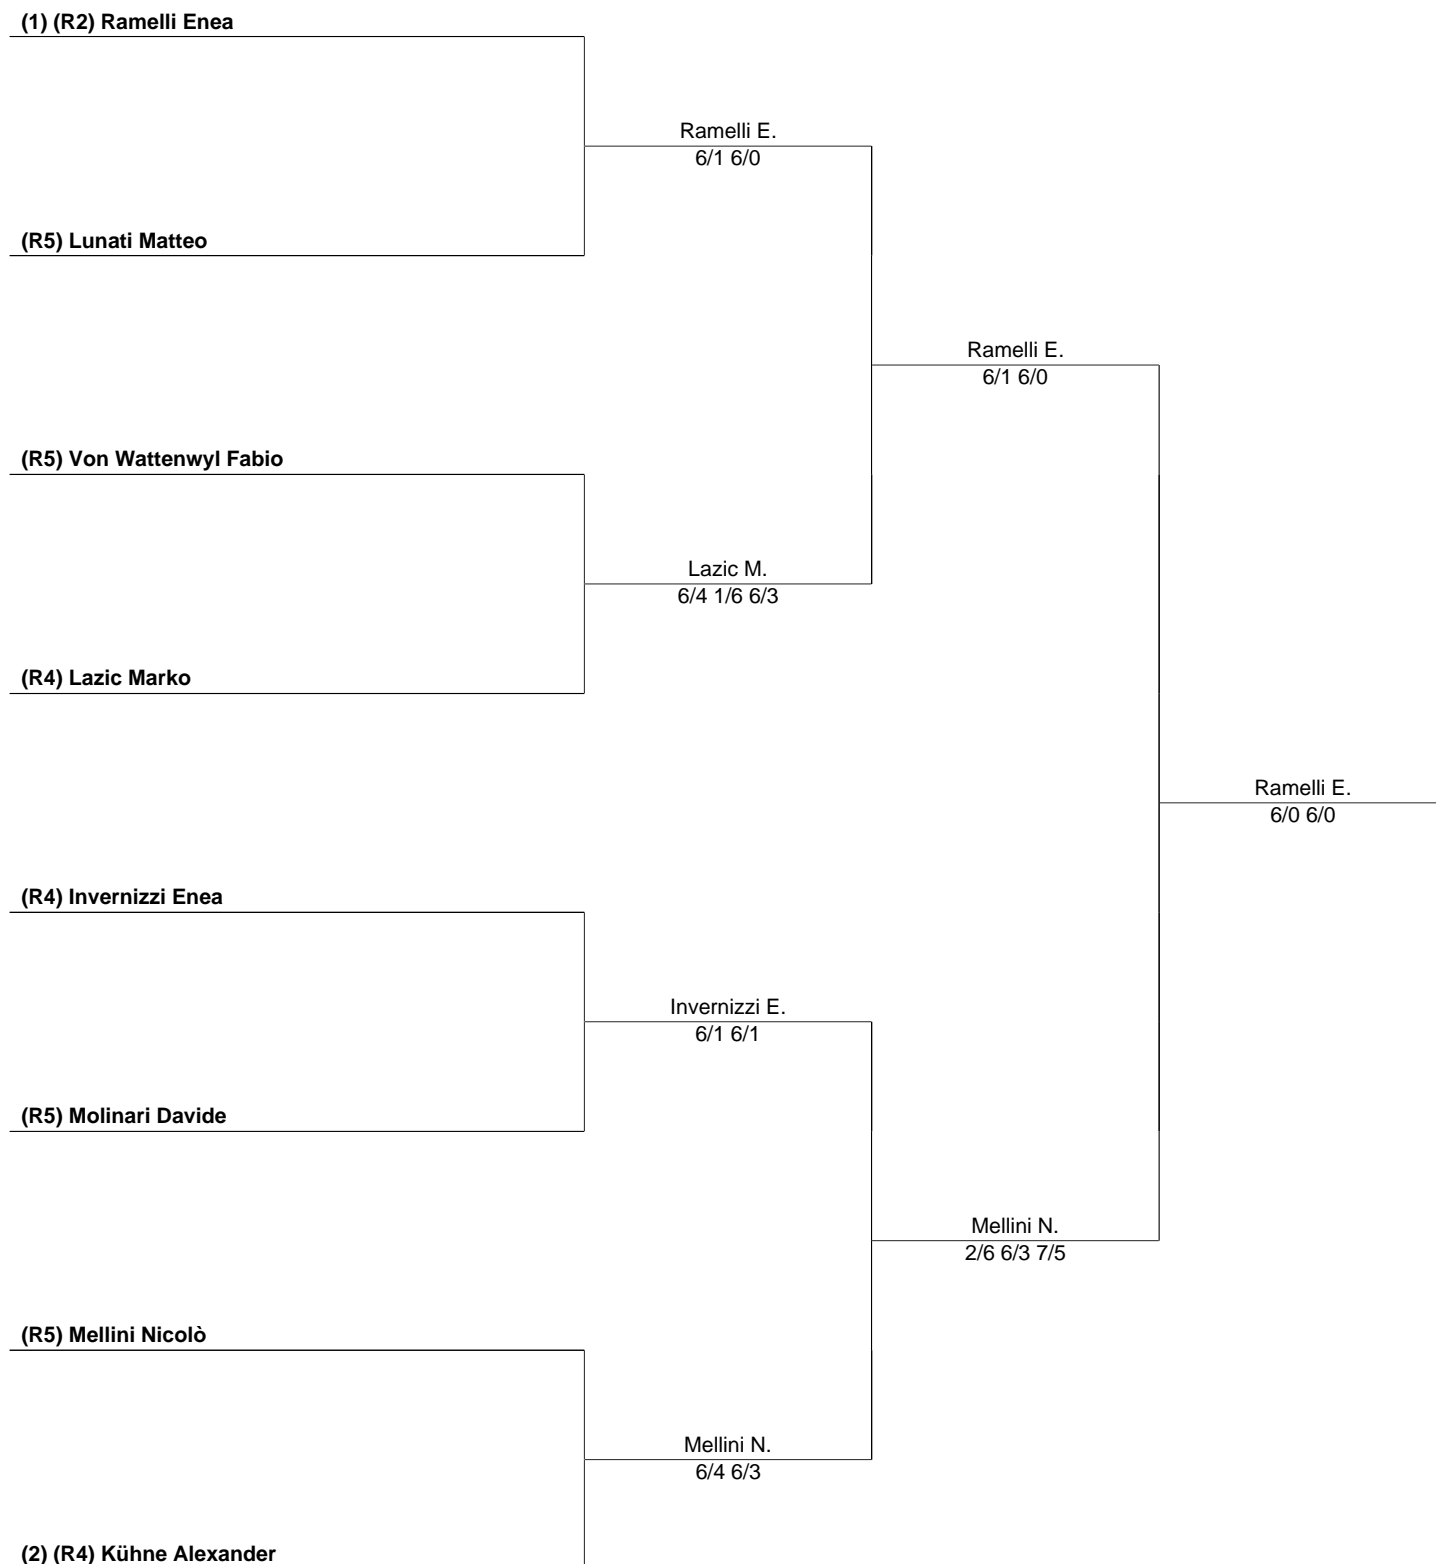 (1) (R2) Ramelli Enea
Ramelli E.
6/1 6/0
(R5) Lunati Matteo
Ramelli E.
6/1 6/0
(R5) Von Wattenwyl Fabio
Lazic M.
6/4 1/6 6/3
(R4) Lazic Marko
Ramelli E.
6/0 6/0
(R4) Invernizzi Enea
Invernizzi E.
6/1 6/1
(R5) Molinari Davide
Mellini N.
2/6 6/3 7/5
(R5) Mellini Nicolò
Mellini N.
6/4 6/3
(2) (R4) Kühne Alexander